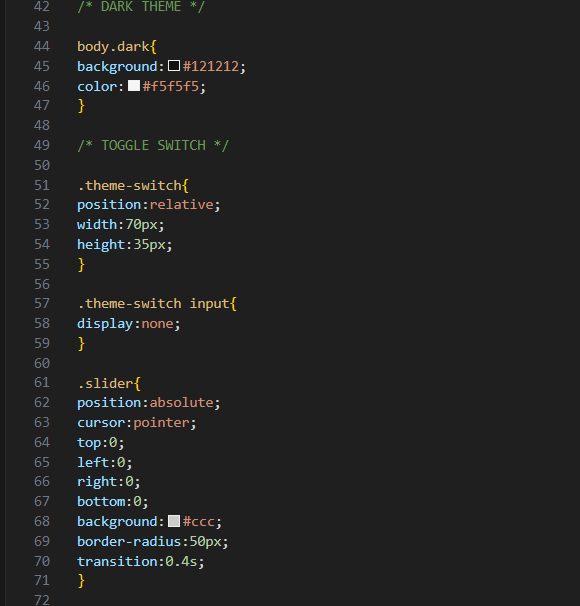 42 /* DARK THEME */
43
44 body.dark{
45 background:#121212;
46 color:#f5f5f5;
47 }
48
49 /* TOGGLE SWITCH */
50
51 .theme-switch{
52 position:relative;
53 width:70px;
54 height:35px;
55 }
56
57 .theme-switch input{
58 display:none;
59 }
60
61 .slider{
62 position:absolute;
63 cursor:pointer;
64 top:0;
65 left:0;
66 right:0;
67 bottom:0;
68 background:#ccc;
69 border-radius:50px;
70 transition:0.4s;
71 }
72